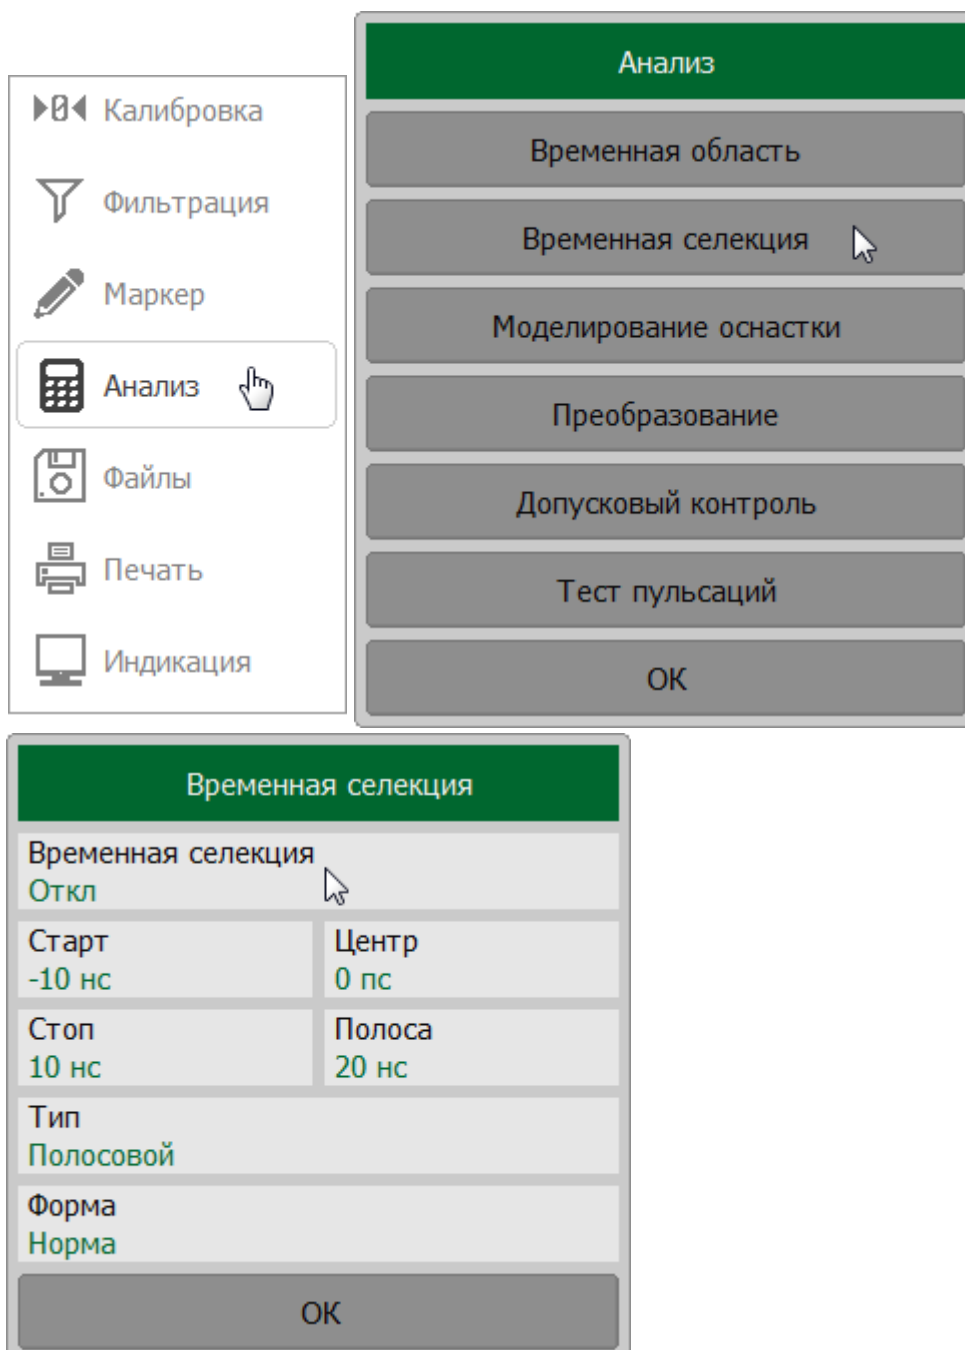 ▶0◀ Калибровка
Фильтрация
Маркер
Анализ
Файлы
Печать
Индикация
Анализ
Временная область
Временная селекция
Моделирование оснастки
Преобразование
Допусковый контроль
Тест пульсаций
ОК
Временная селекция
Временная селекция
Откл
Старт
-10 нс
Центр
0 пс
Стоп
10 нс
Полоса
20 нс
Тип
Полосовой
Форма
Норма
ОК